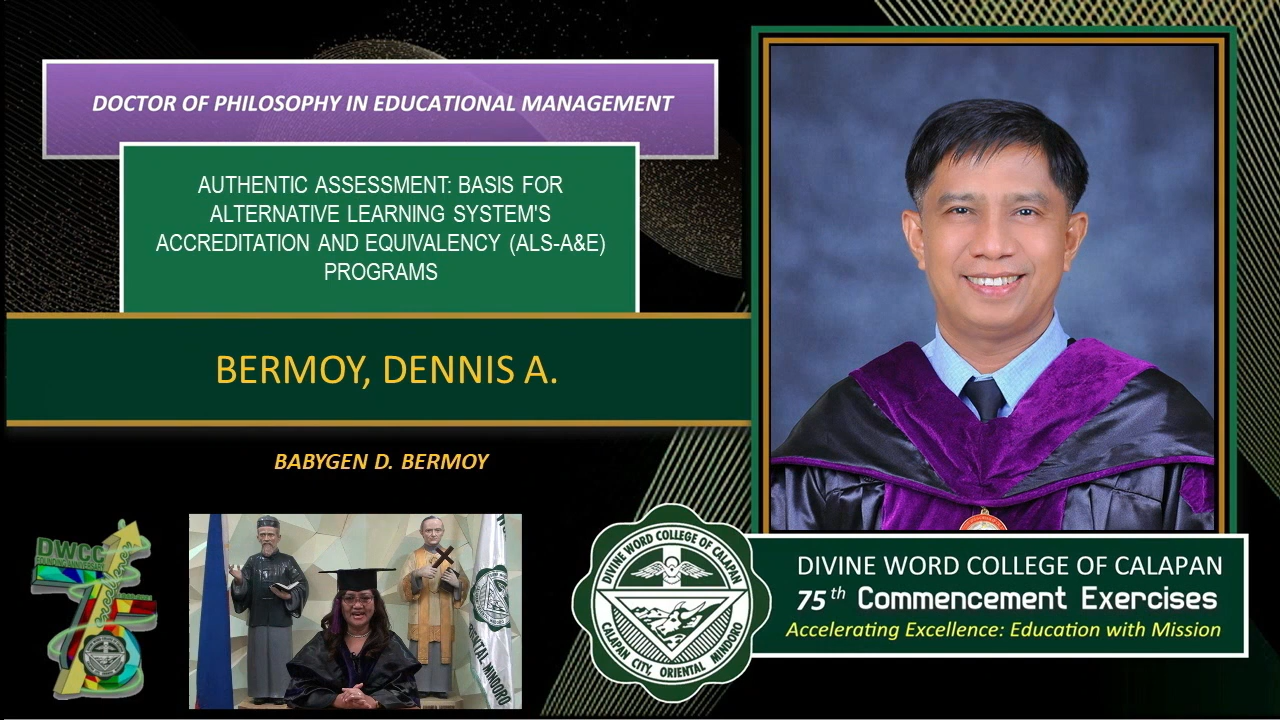 DOCTOR OF PHILOSOPHY IN EDUCATIONAL MANAGEMENT
AUTHENTIC ASSESSMENT: BASIS FOR
ALTERNATIVE LEARNING SYSTEM'S
ACCREDITATION AND EQUIVALENCY (ALS-A&E)
PROGRAMS
BERMOY, DENNIS A.
BABYGEN D. BERMOY
DWCC
DIVINE WORD COLLEGE OF CALAPAN
CALAPAN CITY, ORIENTAL MINDORO
DIVINE WORD COLLEGE OF CALAPAN
75th Commencement Exercises
Accelerating Excellence: Education with Mission